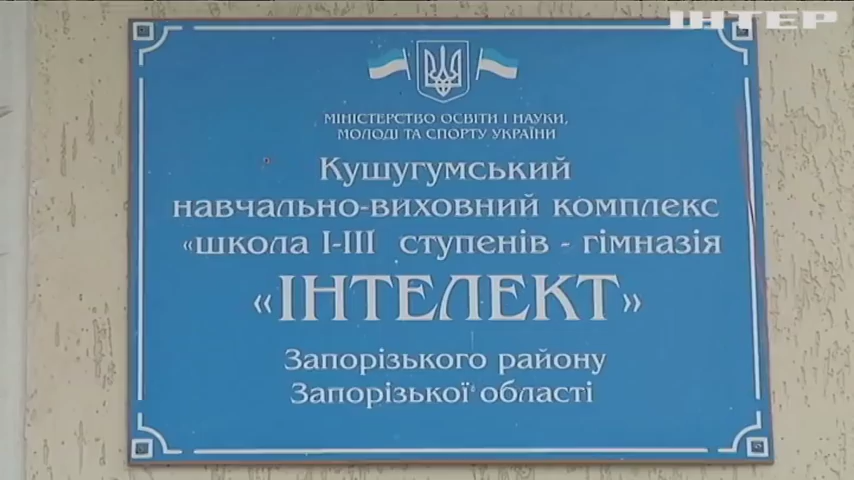 ІНТЕР
МІНІСТЕРСТВО ОСВІТИ І НАУКИ,
МОЛОДІ ТА СПОРТУ УКРАЇНИ
Кушугумський
навчально-виховний комплекс
«школа І-ІІІ ступенів - гімназія
«ІНТЕЛЕКТ»
Запорізького району
Запорізької області